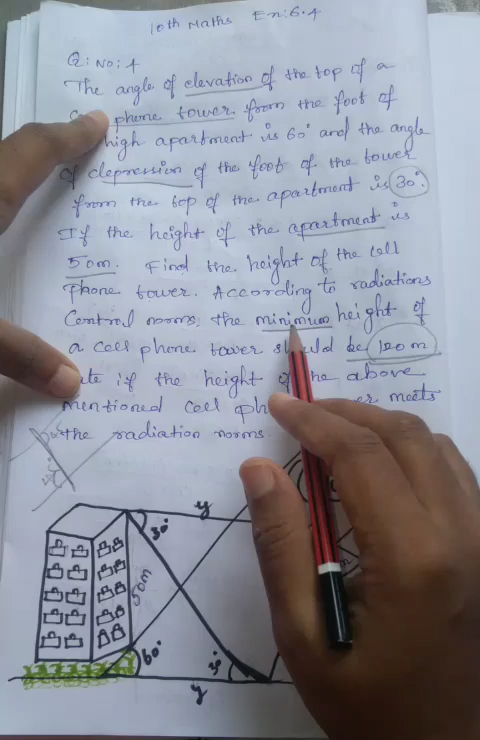 10th Maths Ex: 6.4
Q: No: 4
The angle of elevation of the top of a
phone tower, from the foot of
high apartment is 60° and the angle
of depression of the foot of the tower
from the top of the apartment is 30°.
If the height of the apartment is
50m. Find the height of the cell
phone tower. According to radiations
Control norms, the minimum height of
a cell phone tower should be 120 m
if the height of the above
mentioned cell meets
the radiation norms.
y
30°
50m
60°
y